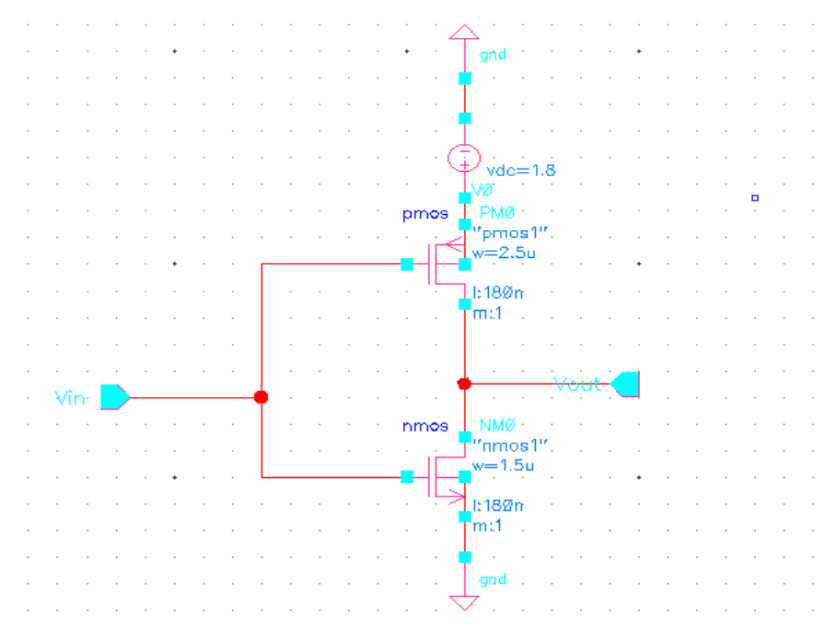 gnd
vdc=1.8
V0
pmos PM0
"pmos1"
w=2.5u
l:180n
m:1
Vin
Vout
nmos NM0
"nmos1"
w=1.5u
l:180n
m:1
gnd